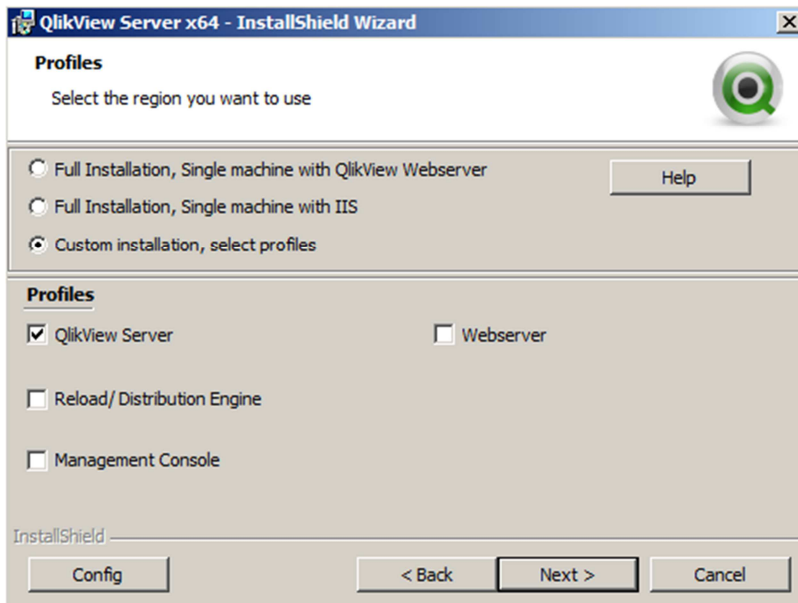 QlikView Server x64 - InstallShield Wizard
Profiles
Select the region you want to use
Full Installation, Single machine with QlikView Webserver
Help
Full Installation, Single machine with IIS
Custom installation, select profiles
Profiles
QlikView Server
Webserver
Reload/ Distribution Engine
Management Console
InstallShield
Config
< Back
Next >
Cancel